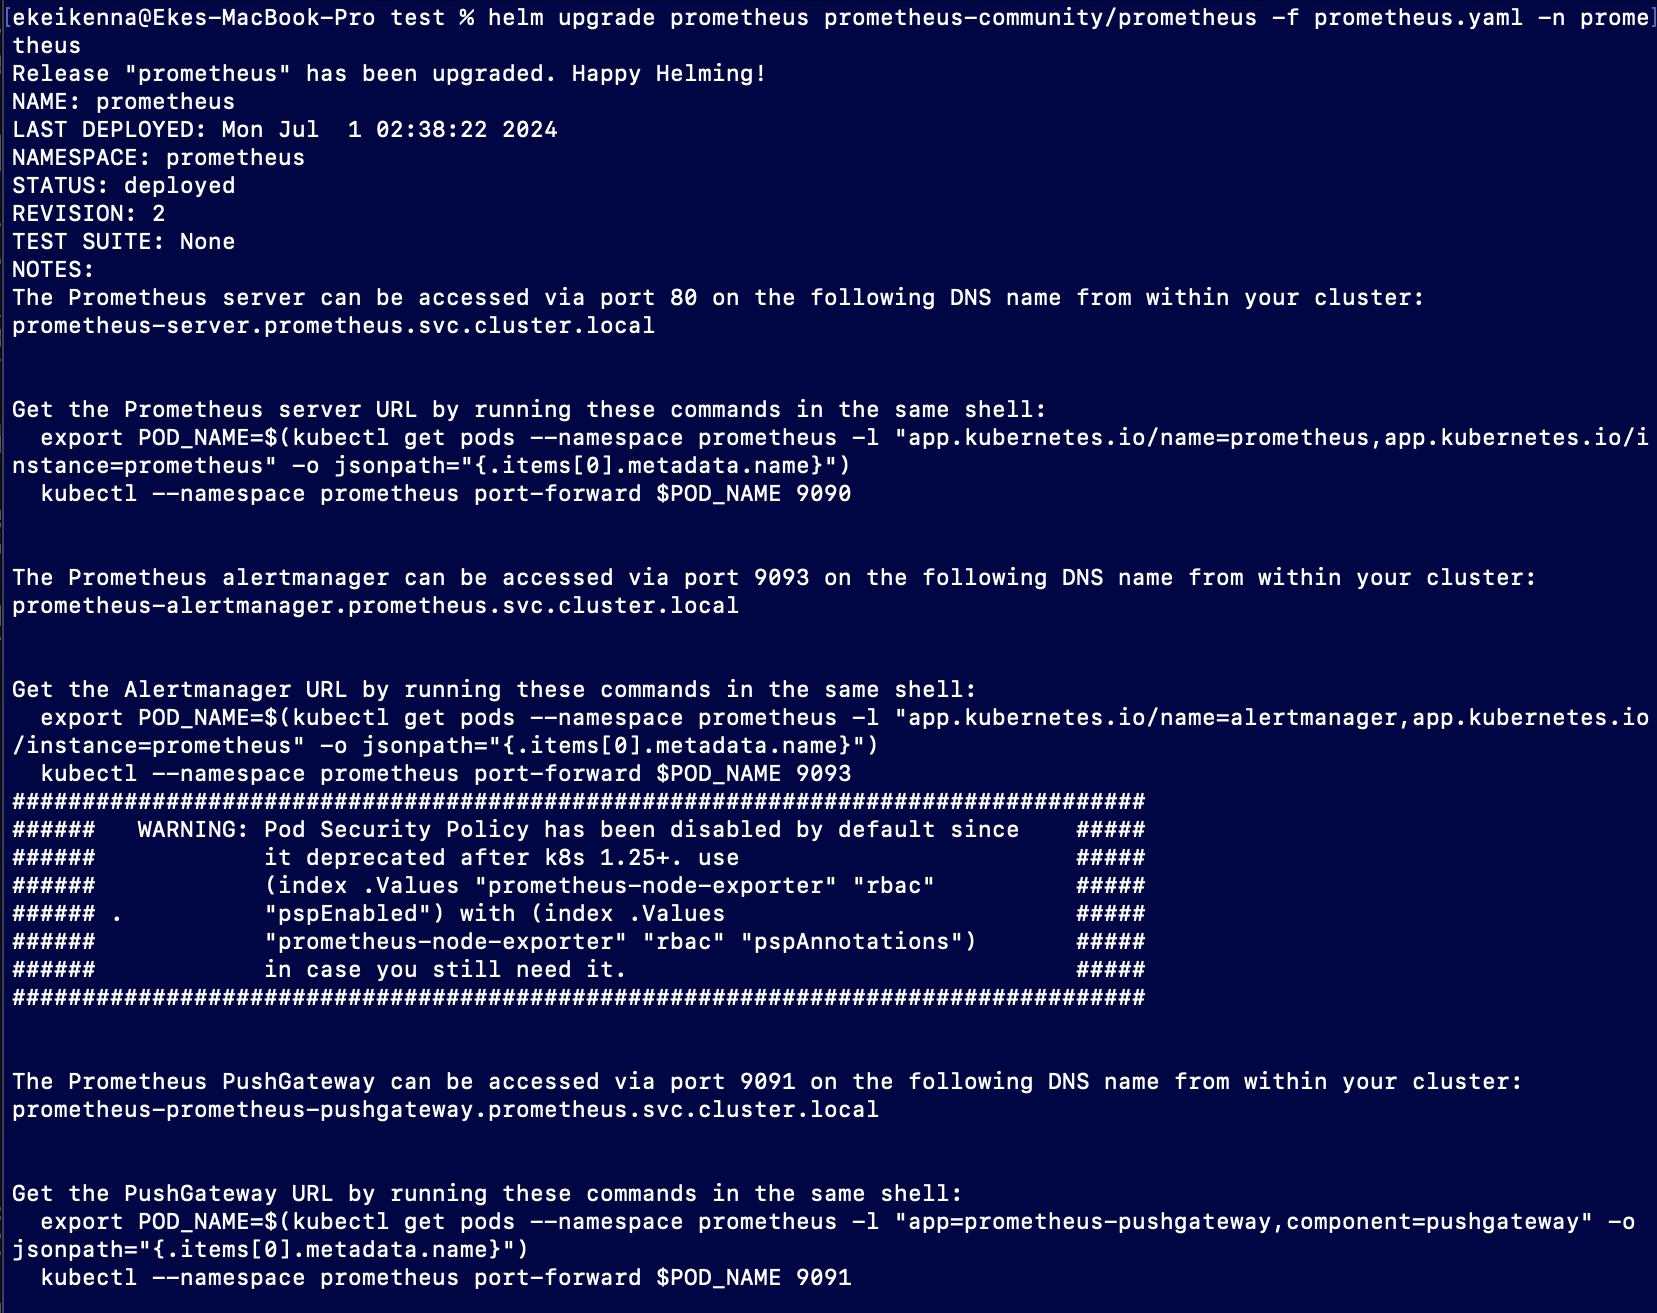 [ekeikenna@Ekes-MacBook-Pro test % helm upgrade prometheus prometheus-community/prometheus -f prometheus.yaml -n prome]
theus
Release "prometheus" has been upgraded. Happy Helming!
NAME: prometheus
LAST DEPLOYED: Mon Jul  1 02:38:22 2024
NAMESPACE: prometheus
STATUS: deployed
REVISION: 2
TEST SUITE: None
NOTES:
The Prometheus server can be accessed via port 80 on the following DNS name from within your cluster:
prometheus-server.prometheus.svc.cluster.local
Get the Prometheus server URL by running these commands in the same shell:
  export POD_NAME=$(kubectl get pods --namespace prometheus -l "app.kubernetes.io/name=prometheus,app.kubernetes.io/i
nstance=prometheus" -o jsonpath="{.items[0].metadata.name}")
  kubectl --namespace prometheus port-forward $POD_NAME 9090
The Prometheus alertmanager can be accessed via port 9093 on the following DNS name from within your cluster:
prometheus-alertmanager.prometheus.svc.cluster.local
Get the Alertmanager URL by running these commands in the same shell:
  export POD_NAME=$(kubectl get pods --namespace prometheus -l "app.kubernetes.io/name=alertmanager,app.kubernetes.io
/instance=prometheus" -o jsonpath="{.items[0].metadata.name}")
  kubectl --namespace prometheus port-forward $POD_NAME 9093
#################################################################################
######   WARNING: Pod Security Policy has been disabled by default since    #####
######            it deprecated after k8s 1.25+. use                        #####
######            (index .Values "prometheus-node-exporter" "rbac"          #####
###### .          "pspEnabled") with (index .Values                         #####
######            "prometheus-node-exporter" "rbac" "pspAnnotations")       #####
######            in case you still need it.                                #####
#################################################################################
The Prometheus PushGateway can be accessed via port 9091 on the following DNS name from within your cluster:
prometheus-prometheus-pushgateway.prometheus.svc.cluster.local
Get the PushGateway URL by running these commands in the same shell:
  export POD_NAME=$(kubectl get pods --namespace prometheus -l "app=prometheus-pushgateway,component=pushgateway" -o
jsonpath="{.items[0].metadata.name}")
  kubectl --namespace prometheus port-forward $POD_NAME 9091